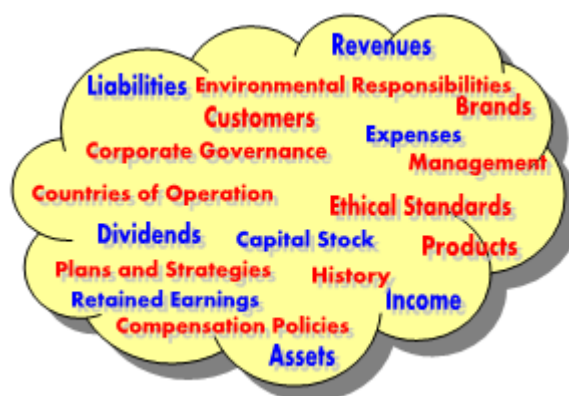 Revenues
Liabilities
Environmental Responsibilities
Brands
Customers
Expenses
Corporate Governance
Management
Countries of Operation
Ethical Standards
Dividends
Capital Stock
Products
Plans and Strategies
History
Retained Earnings
Income
Compensation Policies
Assets